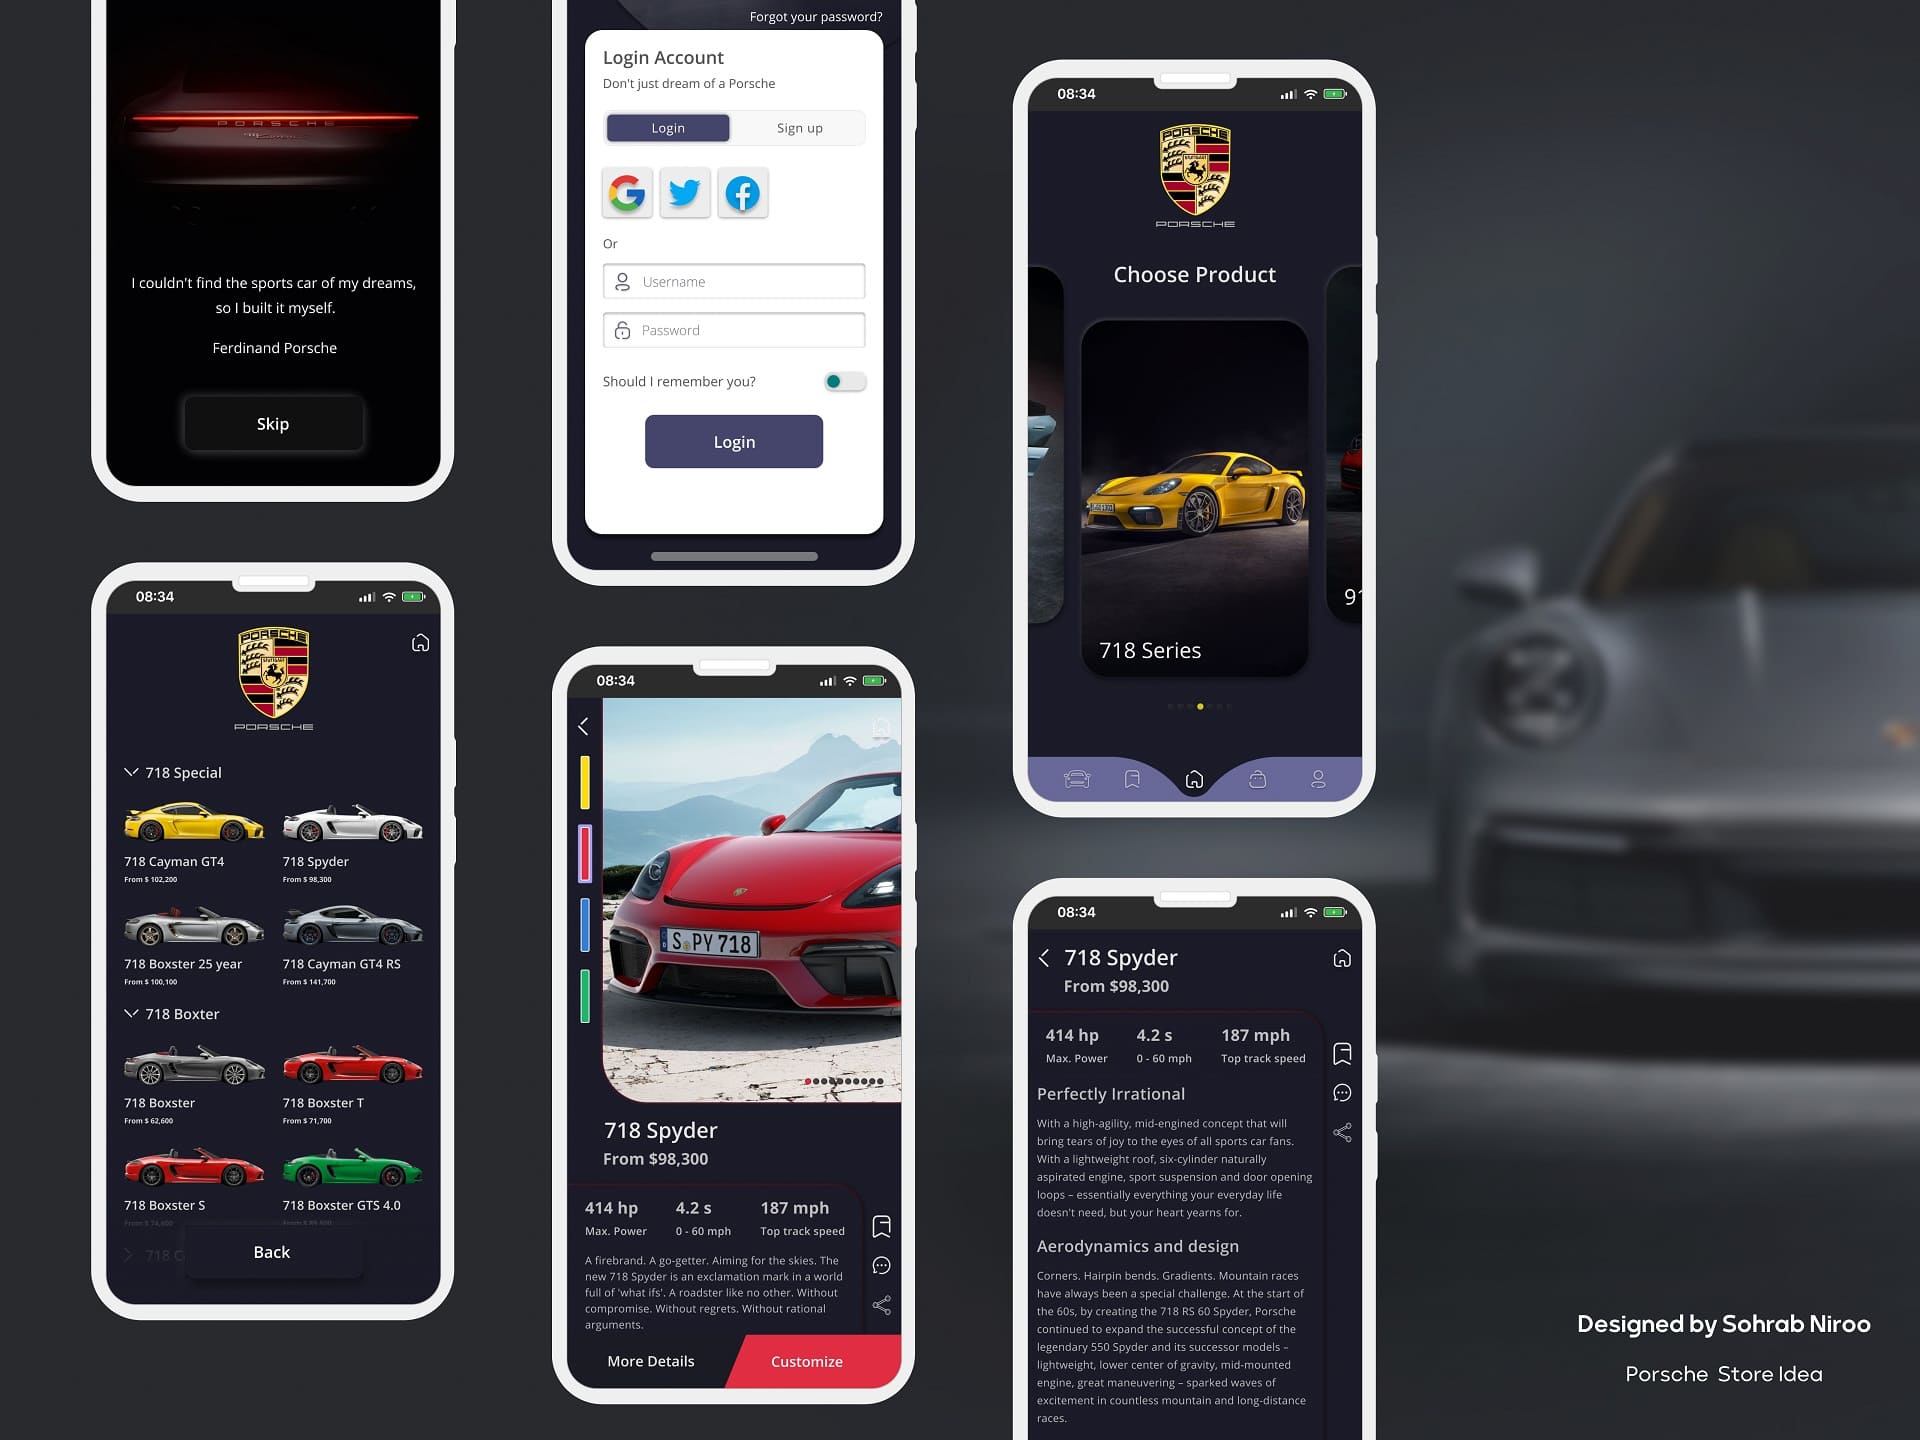 PORSCHE
I couldn't find the sports car of my dreams,
so I built it myself.
Ferdinand Porsche
Skip
08:34
PORSCHE
PORSCHE
718 Special
718 Cayman GT4
From $ 102,200
718 Spyder
From $ 98,300
718 Boxster 25 year
From $ 100,100
718 Cayman GT4 RS
From $ 141,700
718 Boxter
718 Boxster
From $ 62,600
718 Boxster T
From $ 71,700
718 Boxster S
From $ 74,600
718 Boxster GTS 4.0
From $ 89,900
718 C
Back
Forgot your password?
Login Account
Don't just dream of a Porsche
Login
Sign up
Or
Username
Password
Should I remember you?
Login
08:34
S PY 718
718 Spyder
From $98,300
414 hp
Max. Power
4.2 s
0 - 60 mph
187 mph
Top track speed
A firebrand. A go-getter. Aiming for the skies. The
new 718 Spyder is an exclamation mark in a world
full of 'what ifs'. A roadster like no other. Without
compromise. Without regrets. Without rational
arguments.
More Details
Customize
08:34
PORSCHE
PORSCHE
Choose Product
718 Series
91
08:34
718 Spyder
From $98,300
414 hp
Max. Power
4.2 s
0 - 60 mph
187 mph
Top track speed
Perfectly Irrational
With a high-agility, mid-engined concept that will
bring tears of joy to the eyes of all sports car fans.
With a lightweight roof, six-cylinder naturally
aspirated engine, sport suspension and door opening
loops – essentially everything your everyday life
doesn't need, but your heart yearns for.
Aerodynamics and design
Corners. Hairpin bends. Gradients. Mountain races
have always been a special challenge. At the start of
the 60s, by creating the 718 RS 60 Spyder, Porsche
continued to expand the successful concept of the
legendary 550 Spyder and its successor models –
lightweight, lower center of gravity, mid-mounted
engine, great maneuvering – sparked waves of
excitement in countless mountain and long-distance
races.
Designed by Sohrab Niroo
Porsche Store Idea